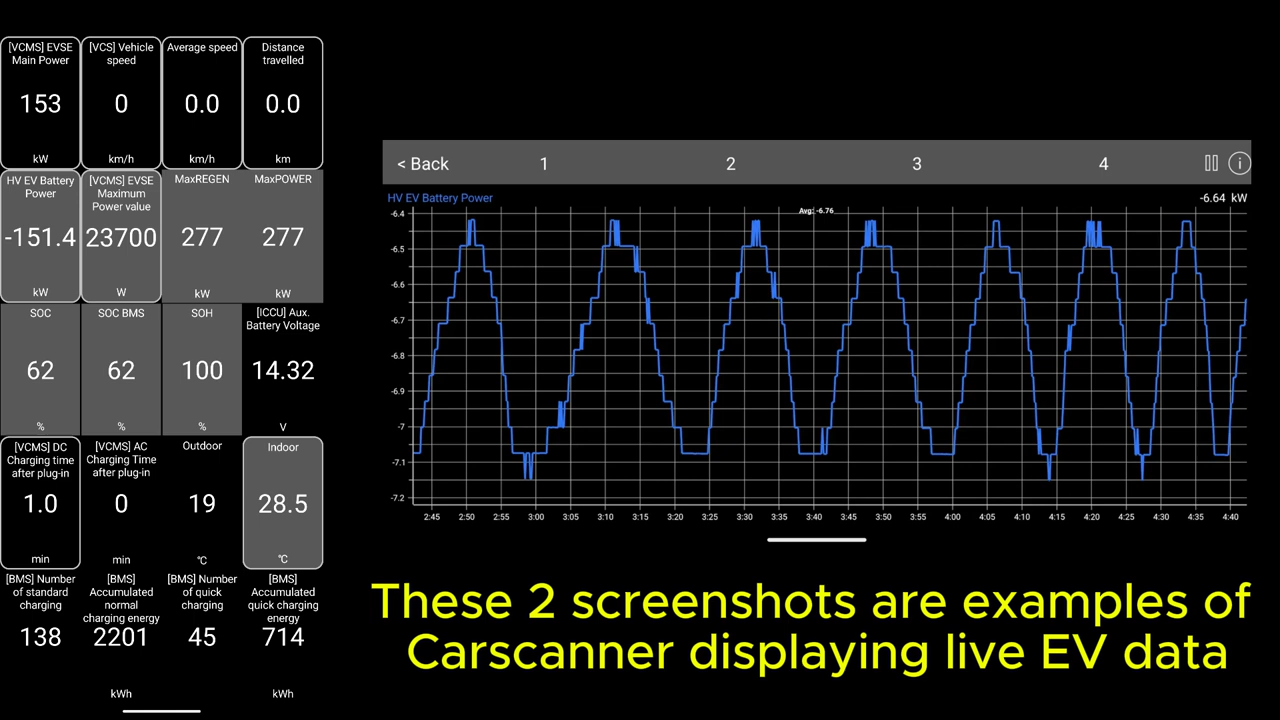 [VCMS] EVSE
Main Power
153
kW
[VCS] Vehicle
speed
0
km/h
Average speed
0.0
km/h
Distance
travelled
0.0
km
HV EV Battery
Power
-151.4
kW
[VCMS] EVSE
Maximum
Power value
23700
W
MaxREGEN
277
kW
MaxPOWER
277
kW
SOC
62
%
SOC BMS
62
%
SOH
100
%
[ICCU] Aux.
Battery Voltage
14.32
V
[VCMS] DC
Charging time
after plug-in
1.0
min
[VCMS] AC
Charging Time
after plug-in
0
min
Outdoor
19
℃
Indoor
28.5
℃
[BMS] Number
of standard
charging
138
[BMS]
Accumulated
normal
charging energy
2201
kWh
[BMS] Number
of quick
charging
45
[BMS]
Accumulated
quick charging
energy
714
kWh
< Back 1 2 3 4 i
HV EV Battery Power
-6.64 kW
Avg: -6.76
-6.4
-6.5
-6.6
-6.7
-6.8
-6.9
-7
-7.1
-7.2
2:45 2:50 3:00 3:05 3:10 3:15 3:20 3:25 3:30 3:35 3:40 3:45 3:50 3:55 4:00 4:05 4:10 4:15 4:20 4:25 4:30 4:35 4:40
These 2 screenshots are examples of
Carscanner displaying live EV data